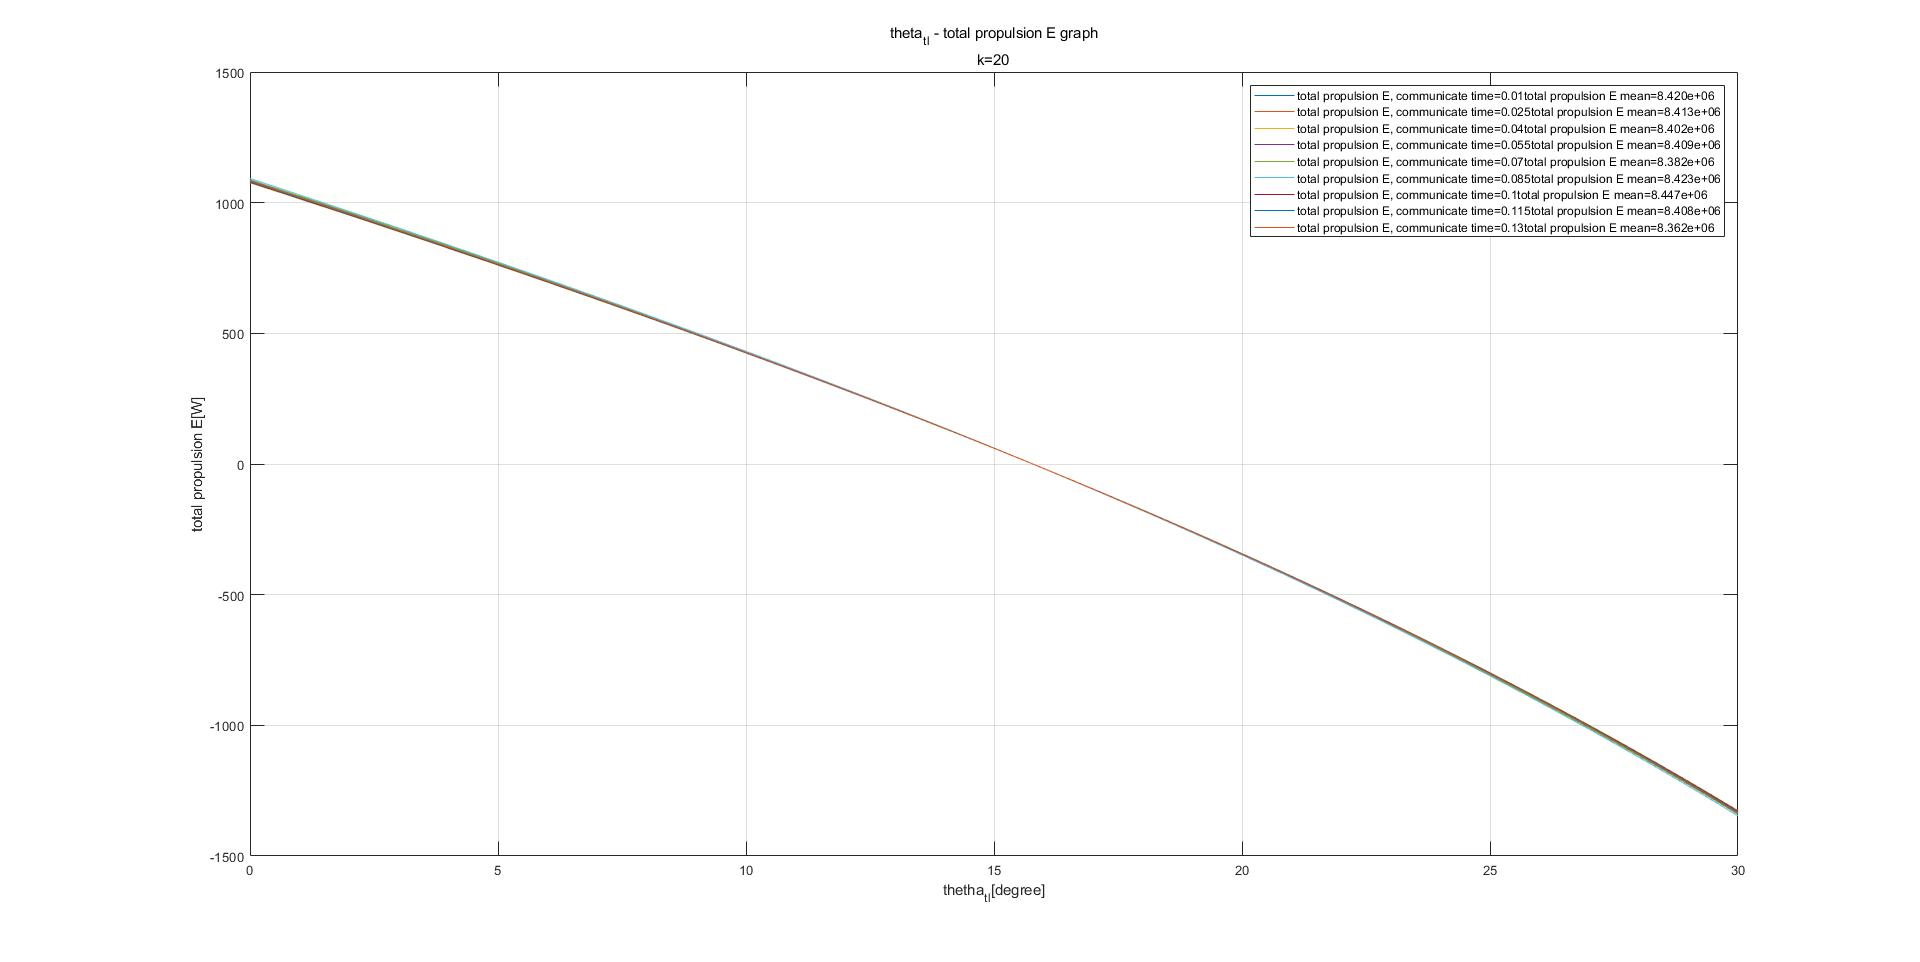 theta_tl - total propulsion E graph
k=20
1500
1000
500
0
-500
-1000
-1500
total propulsion E[W]
total propulsion E, communicate time=0.01total propulsion E mean=8.420e+06
total propulsion E, communicate time=0.025total propulsion E mean=8.413e+06
total propulsion E, communicate time=0.04total propulsion E mean=8.402e+06
total propulsion E, communicate time=0.055total propulsion E mean=8.409e+06
total propulsion E, communicate time=0.07total propulsion E mean=8.382e+06
total propulsion E, communicate time=0.085total propulsion E mean=8.423e+06
total propulsion E, communicate time=0.1total propulsion E mean=8.447e+06
total propulsion E, communicate time=0.115total propulsion E mean=8.408e+06
total propulsion E, communicate time=0.13total propulsion E mean=8.362e+06
0 5 10 15 20 25 30
thetha_tl[degree]